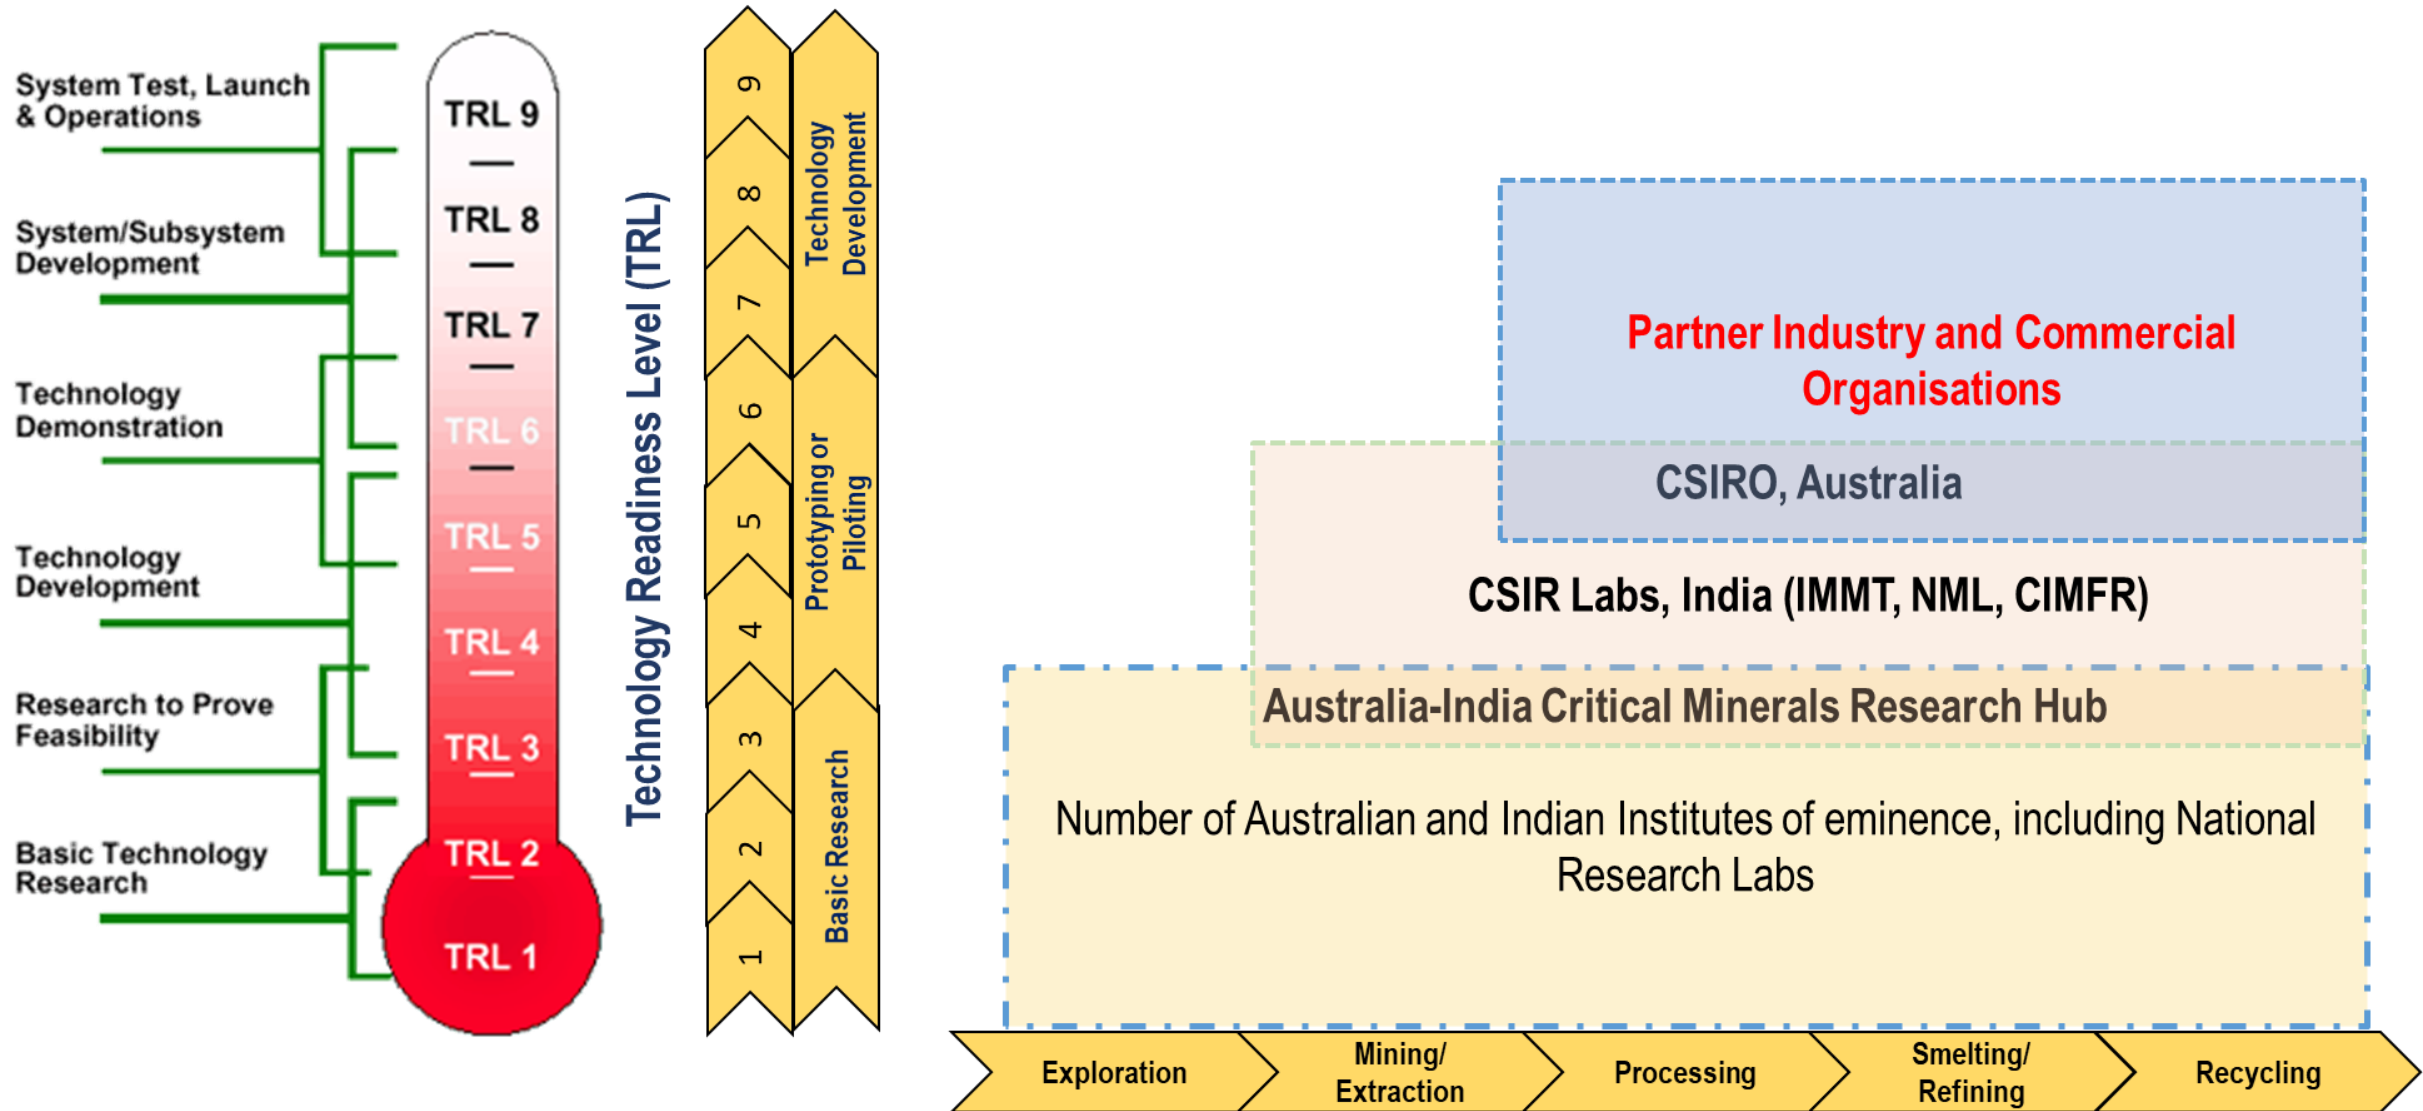 System Test, Launch
& Operations
System/Subsystem
Development
Technology
Demonstration
Technology
Development
Research to Prove
Feasibility
Basic Technology
Research
TRL 9
TRL 8
TRL 7
TRL 6
TRL 5
TRL 4
TRL 3
TRL 2
TRL 1
Technology Readiness Level (TRL)
9
8
7
6
5
4
3
2
1
Technology
Development
Prototyping or
Piloting
Basic Research
Partner Industry and Commercial
Organisations
CSIRO, Australia
CSIR Labs, India (IMMT, NML, CIMFR)
Australia-India Critical Minerals Research Hub
Number of Australian and Indian Institutes of eminence, including National
Research Labs
Exploration
Mining/
Extraction
Processing
Smelting/
Refining
Recycling